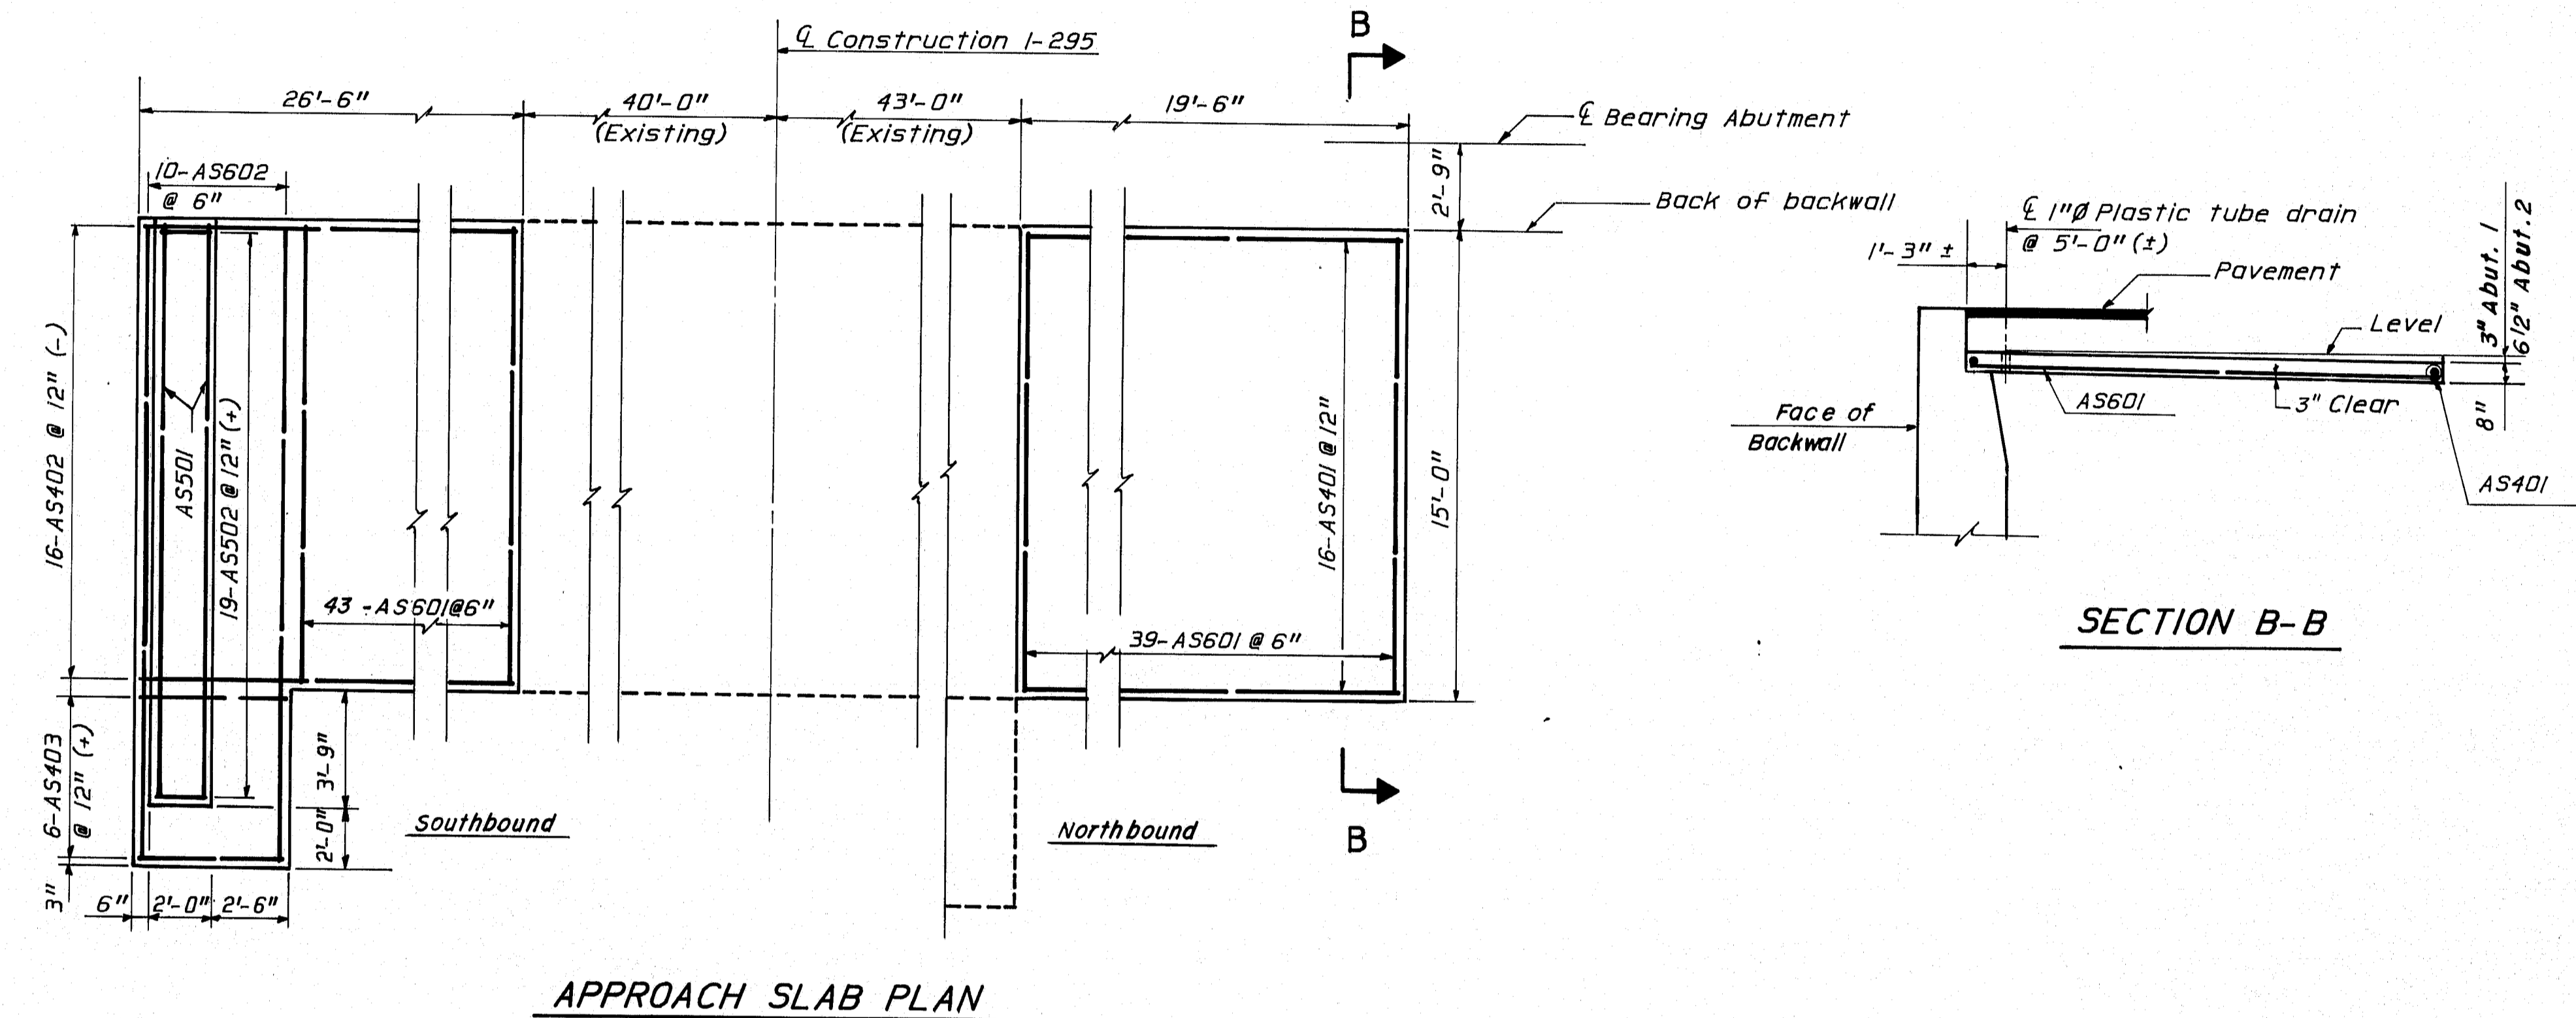 ℄ Construction I-295
B
26'-6"
40'-0"
(Existing)
43'-0"
(Existing)
19'-6"
℄ Bearing Abutment
2'-9"
Back of backwall
10-AS602
@ 6"
16-AS402 @ 12" (-)
AS501
19-AS502 @ 12" (+)
43 -AS601@6"
16-AS401 @ 12"
39-AS601 @ 6"
15'-0"
6-AS403
@ 12" (+)
3"
3'-9"
2'-0"
6"
2'-0"
2'-6"
Southbound
Northbound
B
APPROACH SLAB PLAN
℄ 1"Ø Plastic tube drain
@ 5'-0" (±)
1'-3" ±
Pavement
Level
3" Abut. 1
6 1/2" Abut. 2
8"
AS601
3" Clear
Face of
Backwall
AS401
SECTION B-B